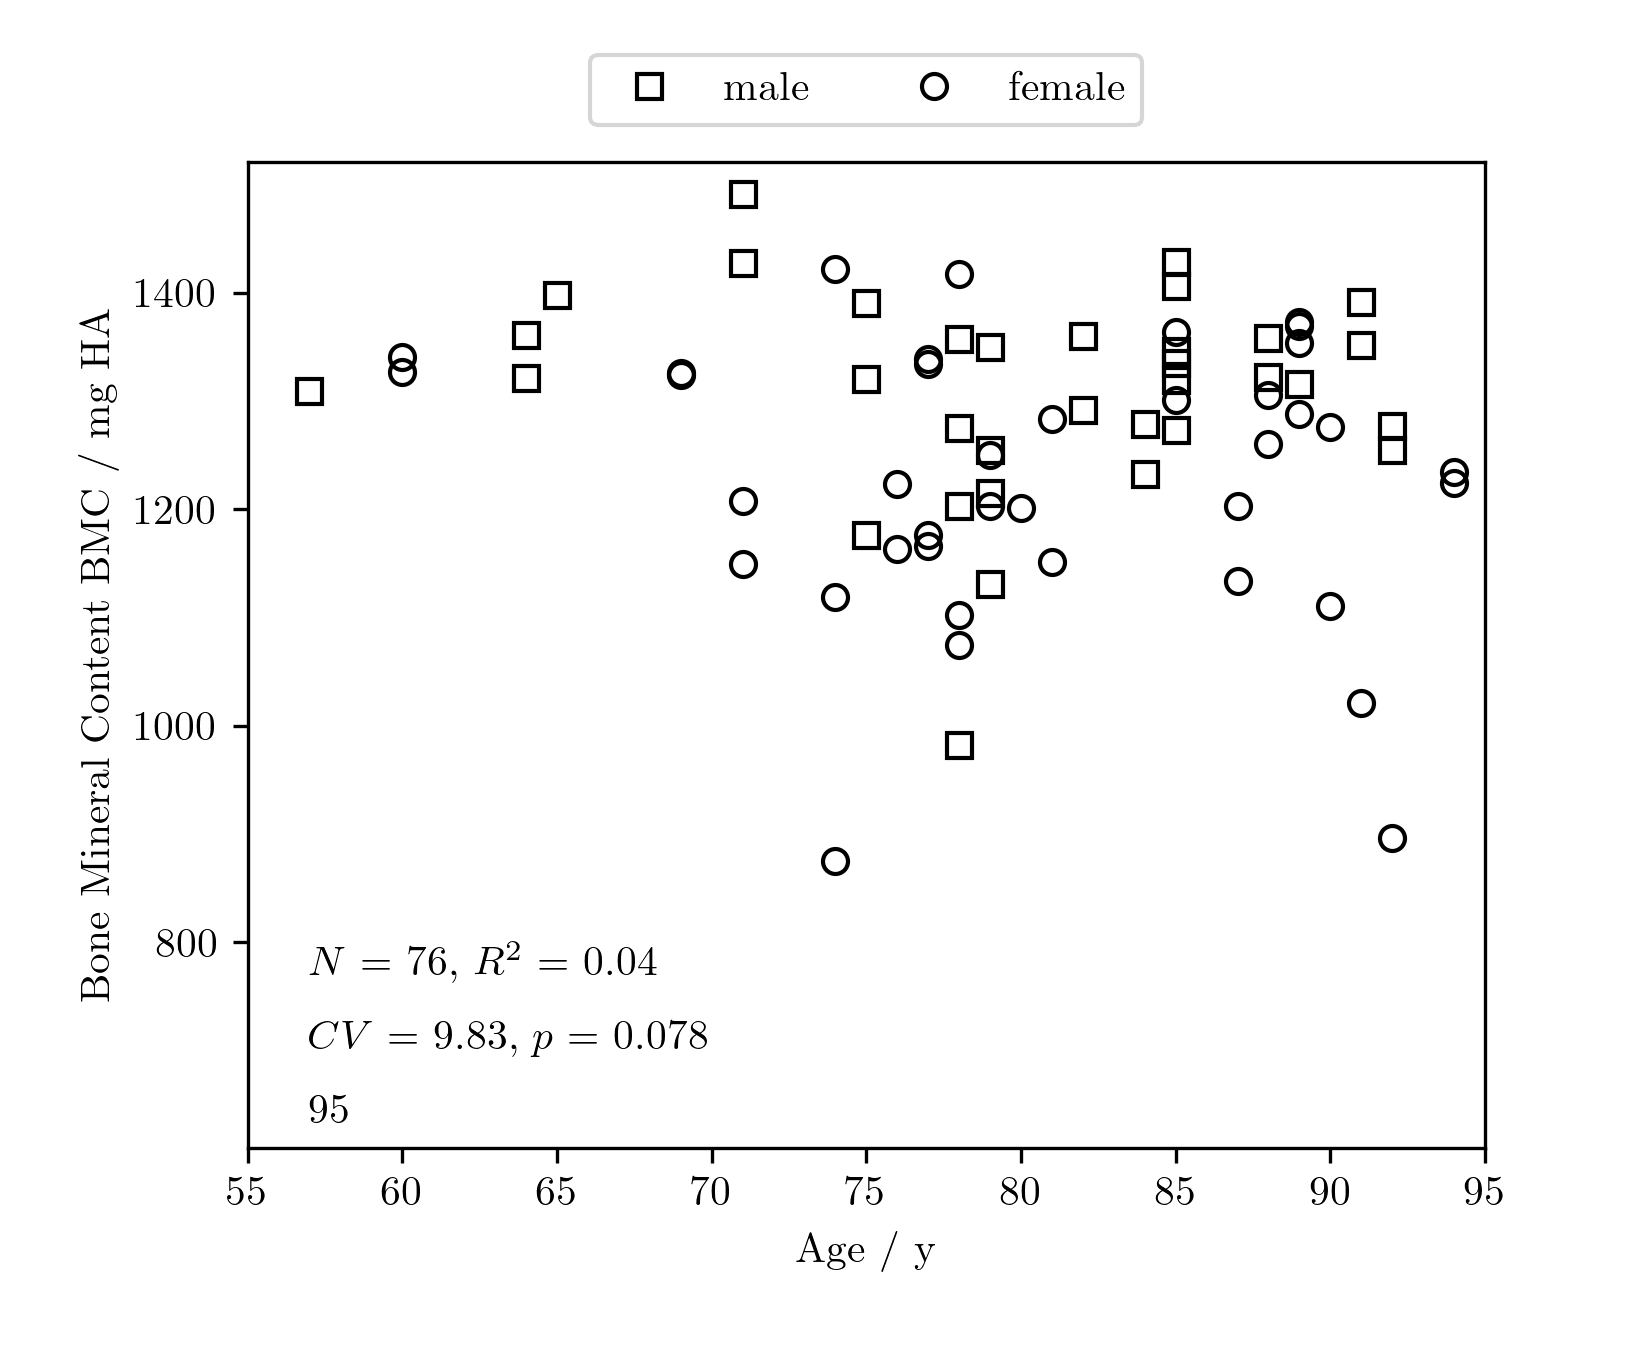 male female
Bone Mineral Content BMC / mg HA
1400
1200
1000
800
N = 76, R² = 0.04
CV = 9.83, p = 0.078
95
55 60 65 70 75 80 85 90 95
Age / y